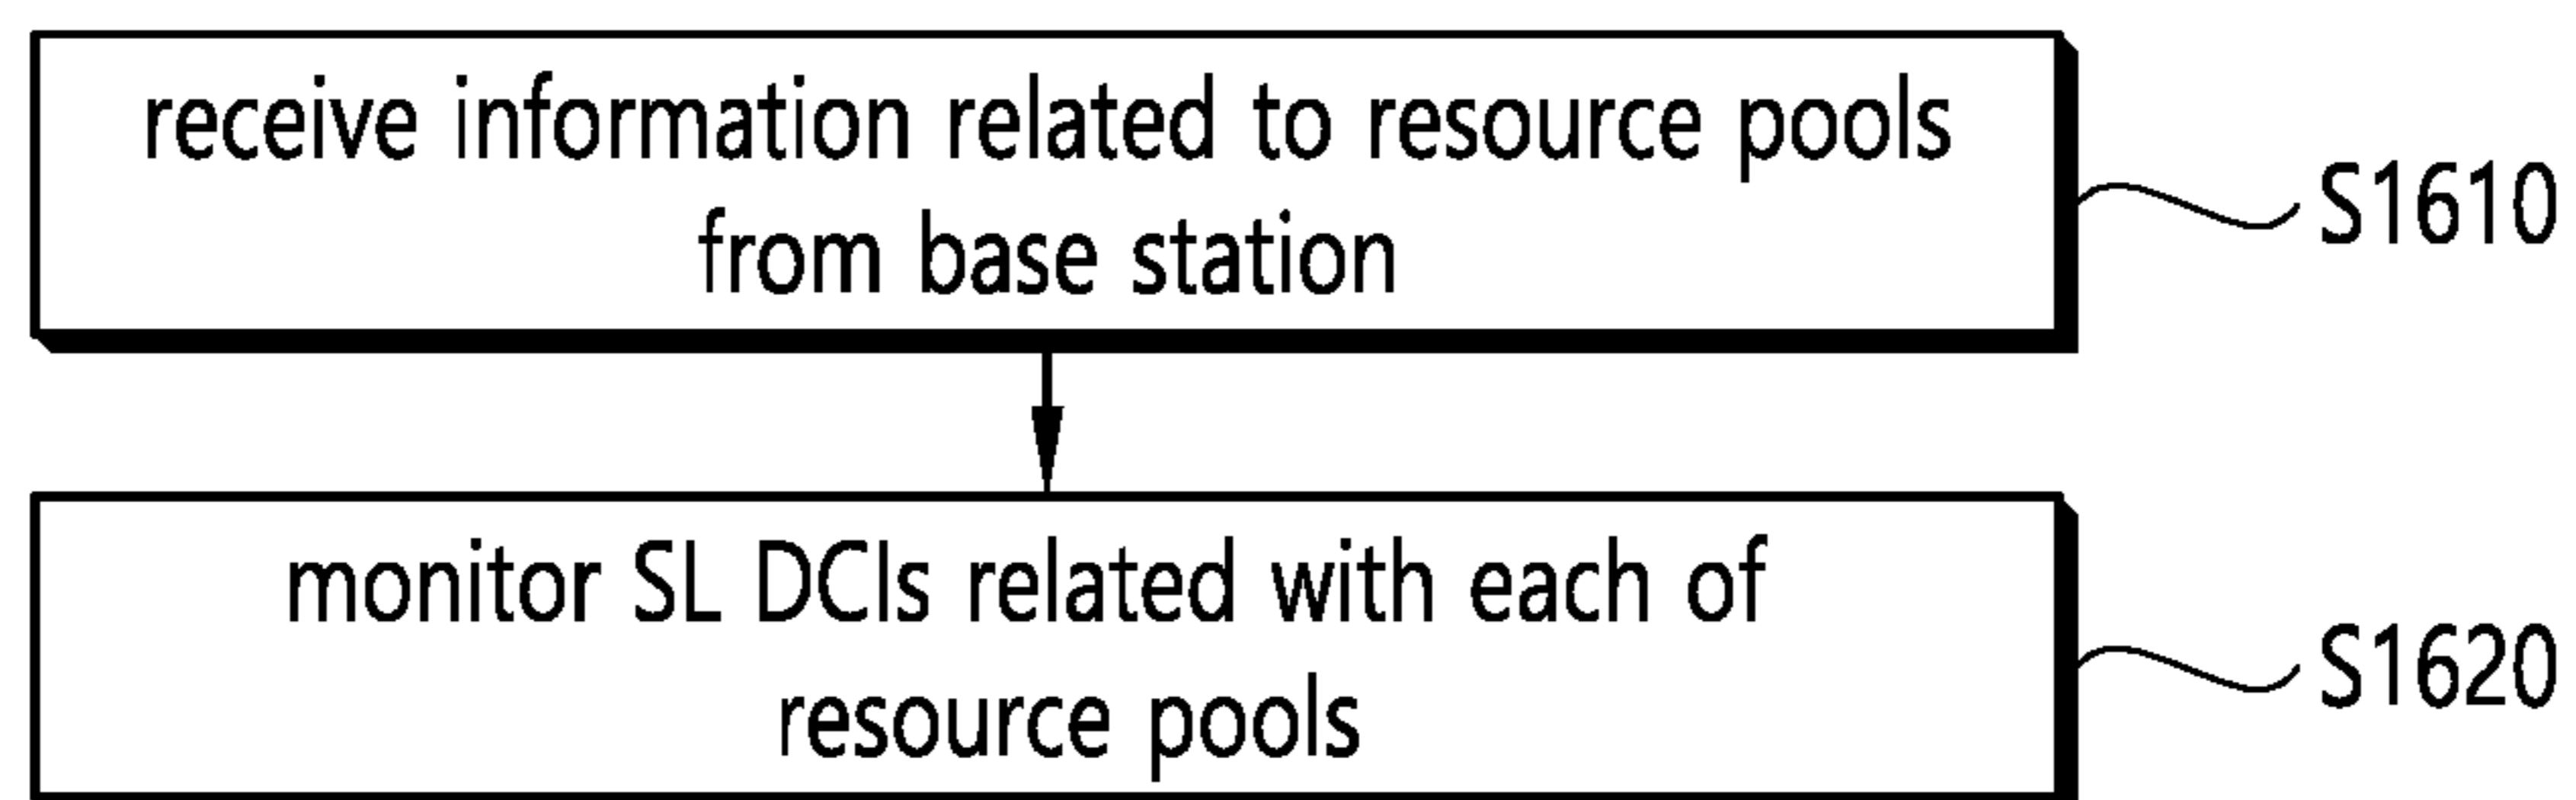 receive information related to resource pools
from base station
S1610
monitor SL DCIs related with each of
resource pools
S1620